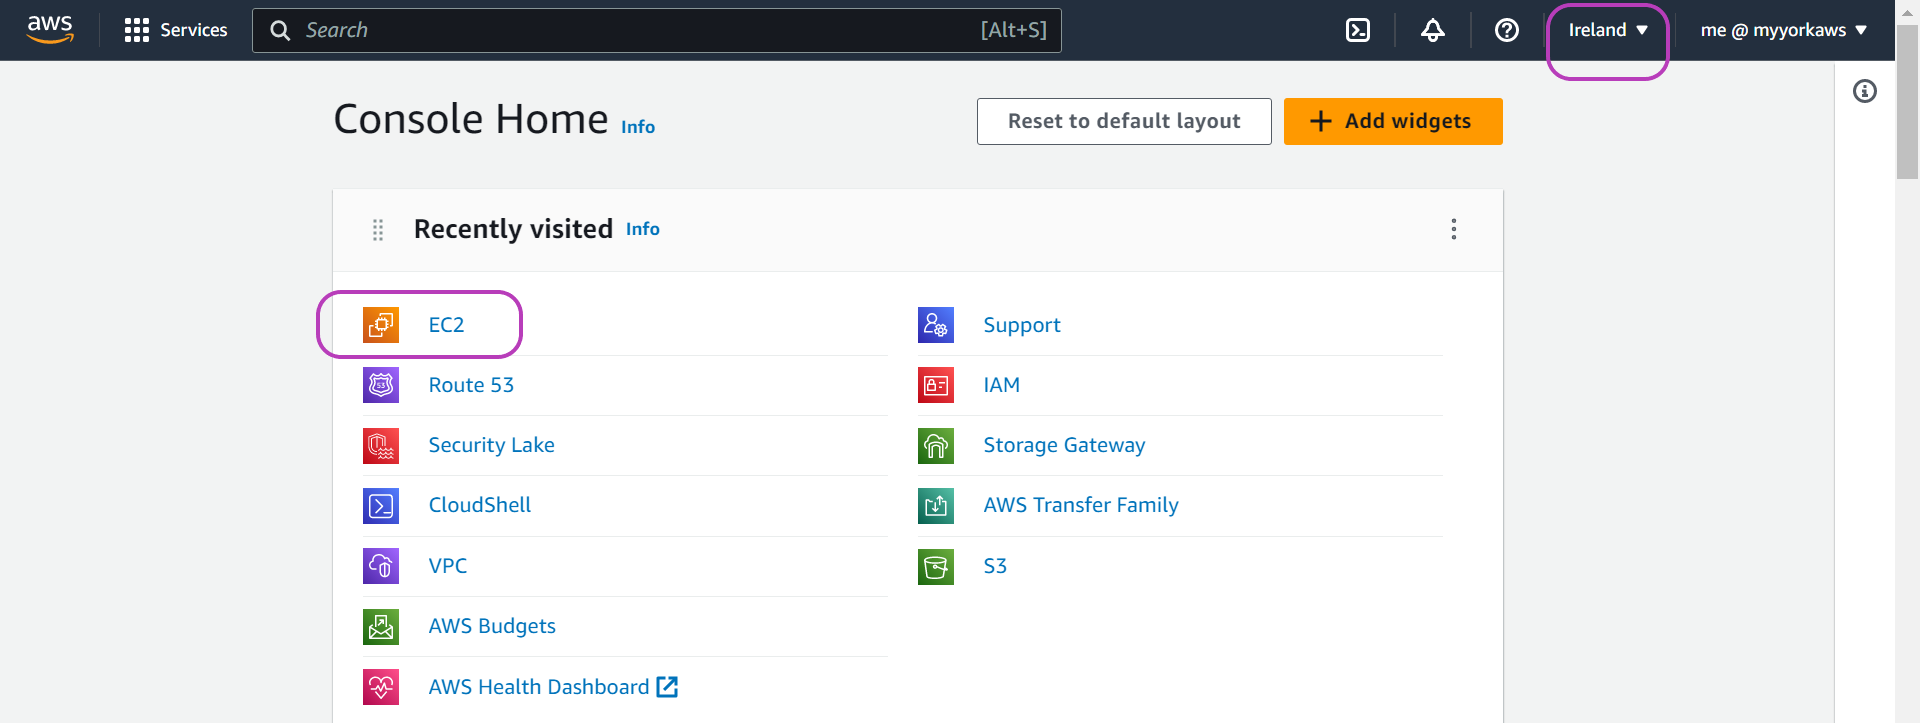 aws
Services
Search
[Alt+S]
Ireland
me @ myyorkaws
Console Home
Info
Reset to default layout
Add widgets
Recently visited
Info
EC2
Route 53
53
Security Lake
CloudShell
VPC
AWS Budgets
AWS Health Dashboard
Support
IAM
Storage Gateway
AWS Transfer Family
S3